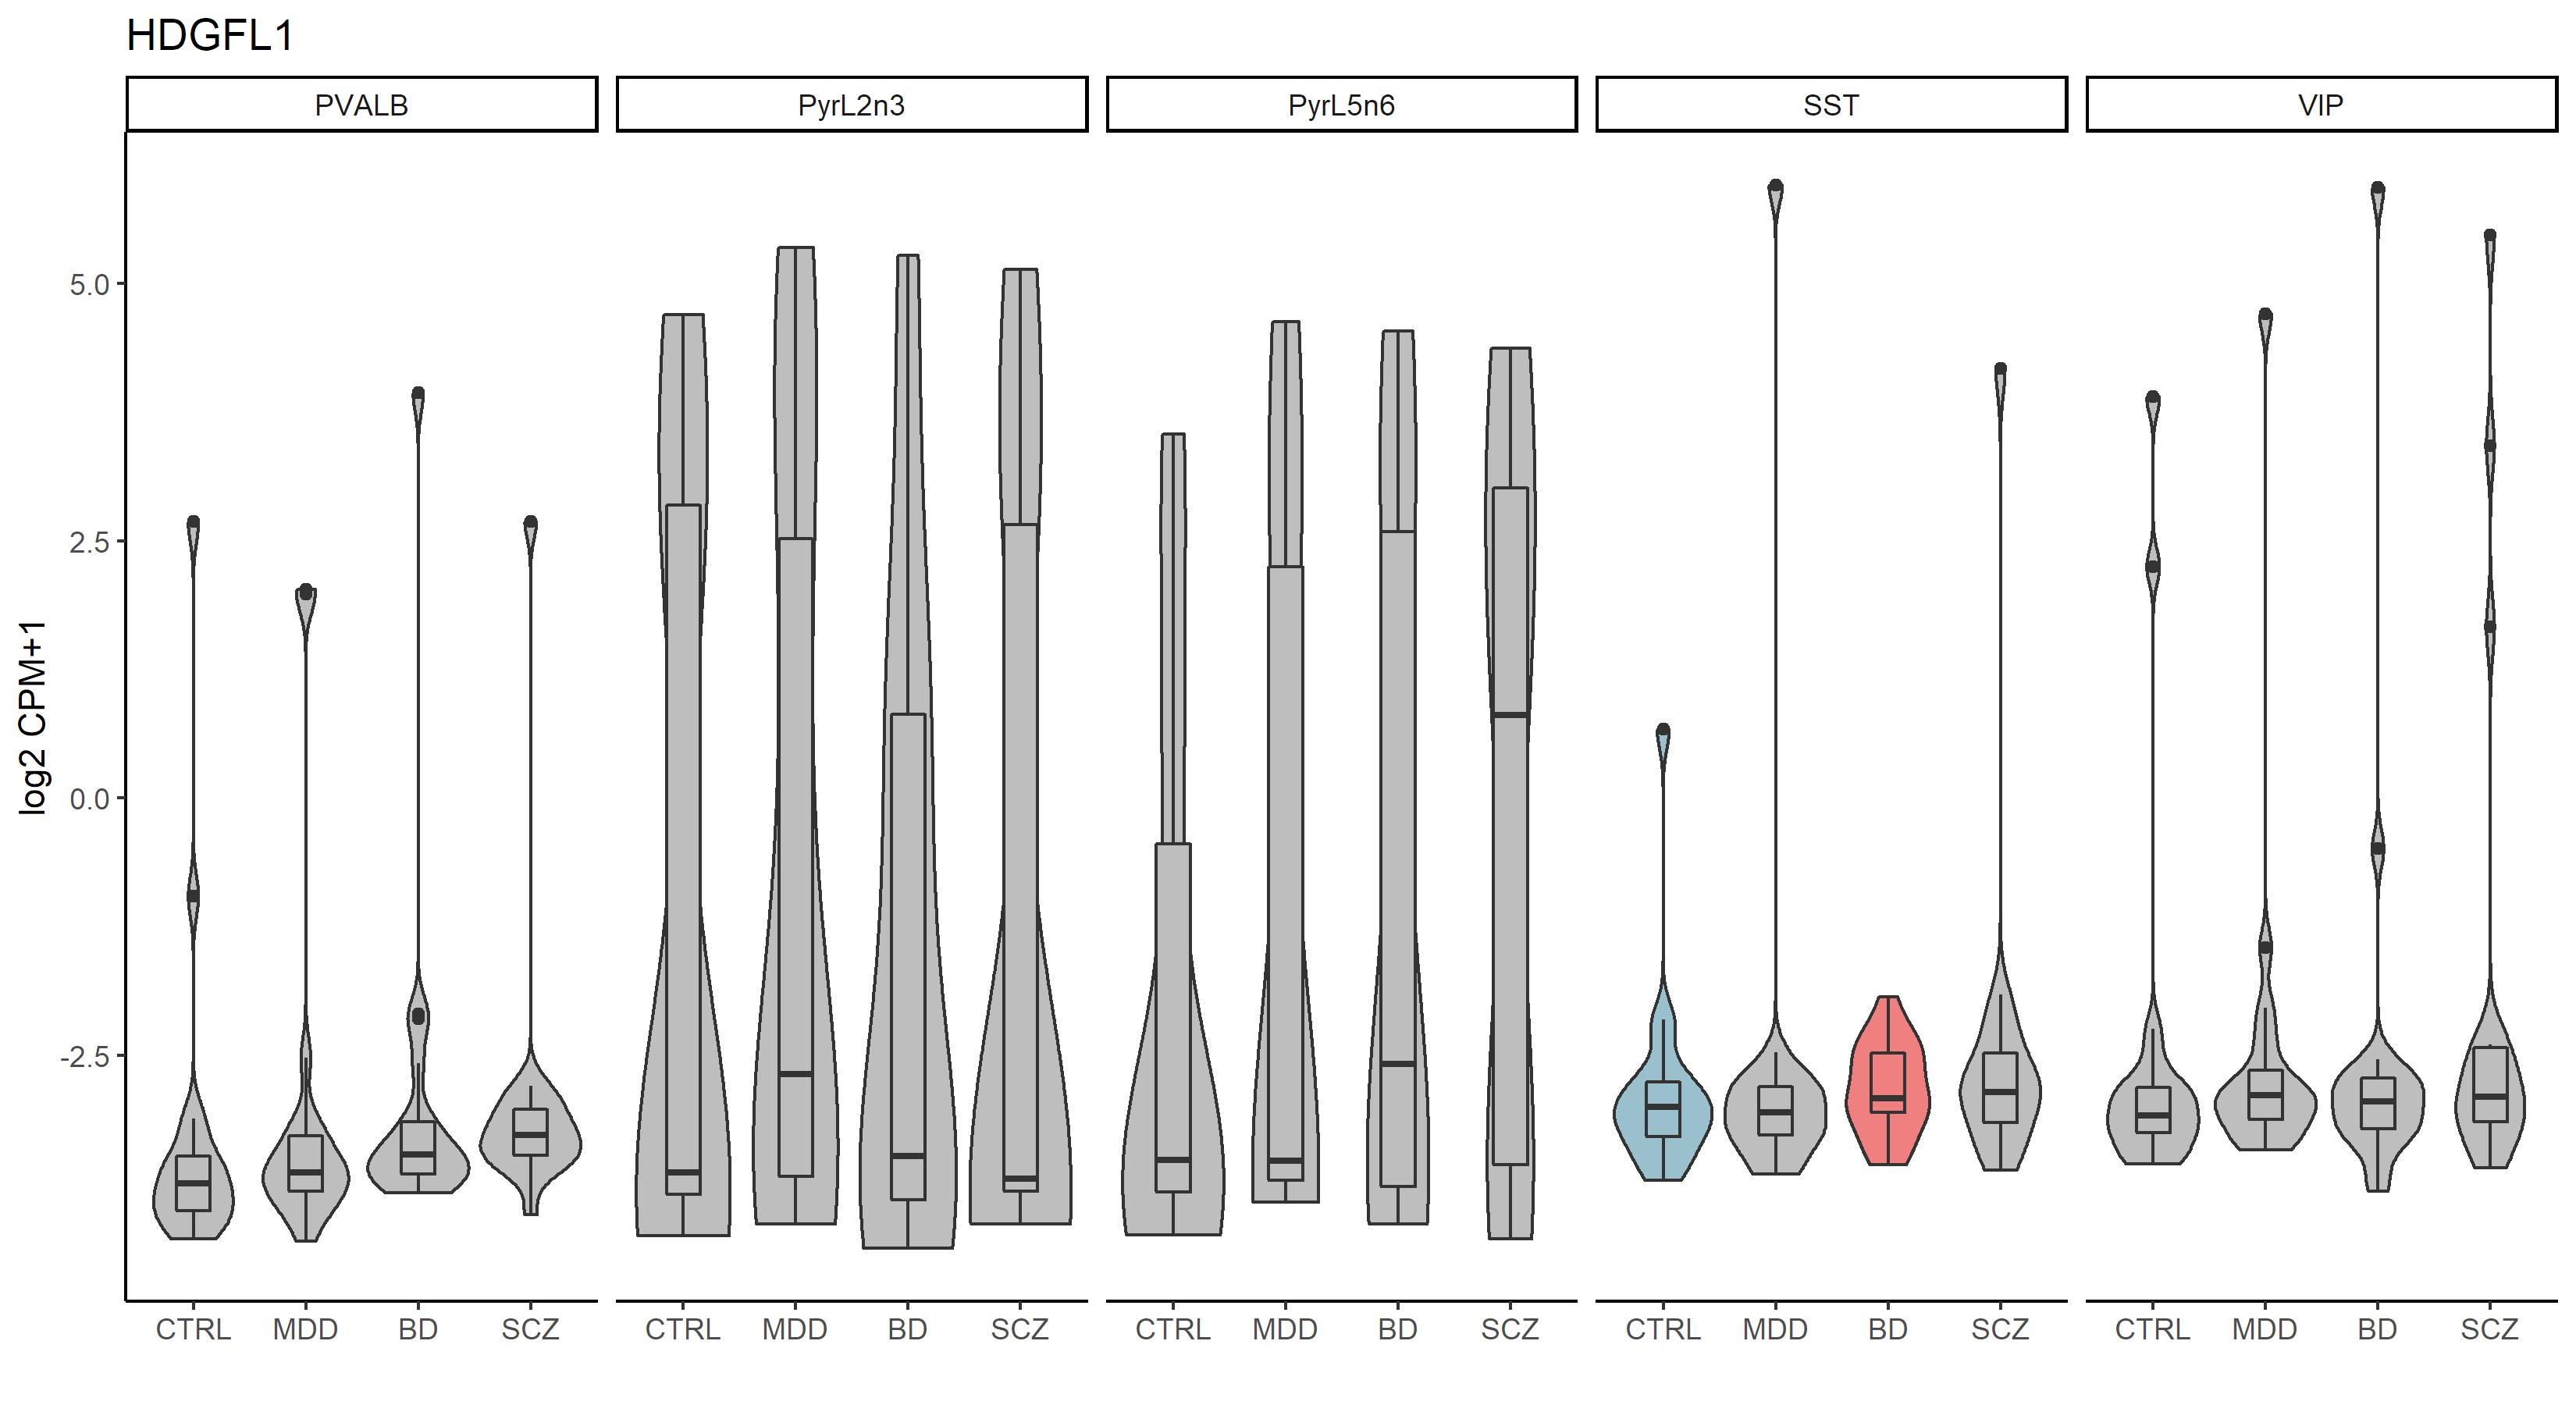 HDGFL1
PVALB PyrL2n3 PyrL5n6 SST VIP
5.0
2.5
0.0
-2.5
log2 CPM+1
CTRL MDD BD SCZ CTRL MDD BD SCZ CTRL MDD BD SCZ CTRL MDD BD SCZ CTRL MDD BD SCZ